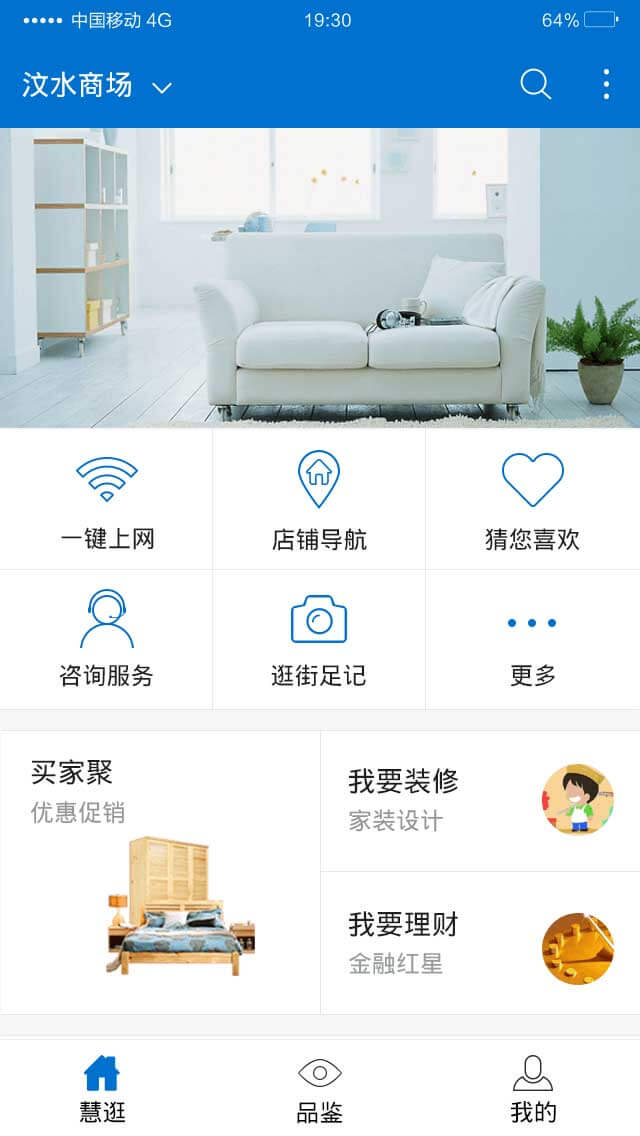 中国移动 4G 19:30 64%
汶水商场
一键上网 店铺导航 猜您喜欢
咨询服务 逛街足记 更多
买家聚
优惠促销
我要装修
家装设计
我要理财
金融红星
慧逛 品鉴 我的